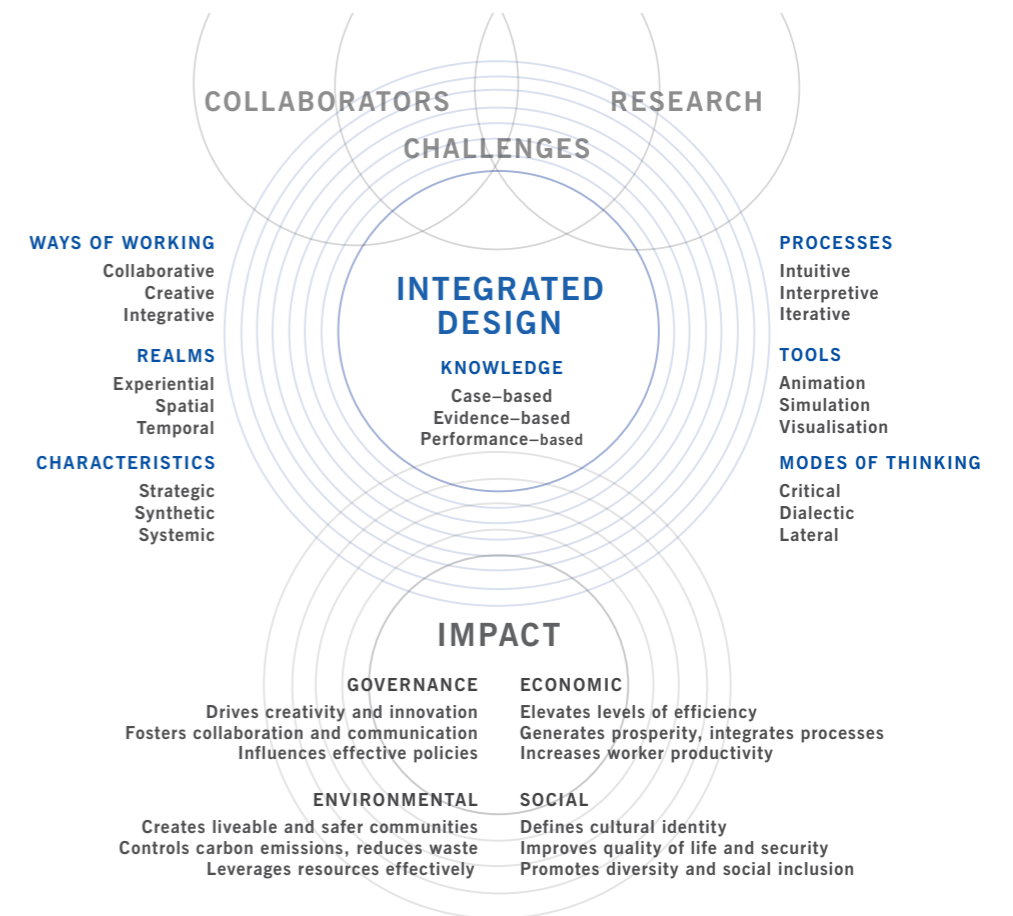 COLLABORATORS
RESEARCH
CHALLENGES
WAYS OF WORKING
Collaborative
Creative
Integrative
REALMS
Experiential
Spatial
Temporal
CHARACTERISTICS
Strategic
Synthetic
Systemic
INTEGRATED
DESIGN
KNOWLEDGE
Case–based
Evidence–based
Performance–based
PROCESSES
Intuitive
Interpretive
Iterative
TOOLS
Animation
Simulation
Visualisation
MODES 0F THINKING
Critical
Dialectic
Lateral
IMPACT
GOVERNANCE
Drives creativity and innovation
Fosters collaboration and communication
Influences effective policies
ECONOMIC
Elevates levels of efficiency
Generates prosperity, integrates processes
Increases worker productivity
ENVIRONMENTAL
Creates liveable and safer communities
Controls carbon emissions, reduces waste
Leverages resources effectively
SOCIAL
Defines cultural identity
Improves quality of life and security
Promotes diversity and social inclusion